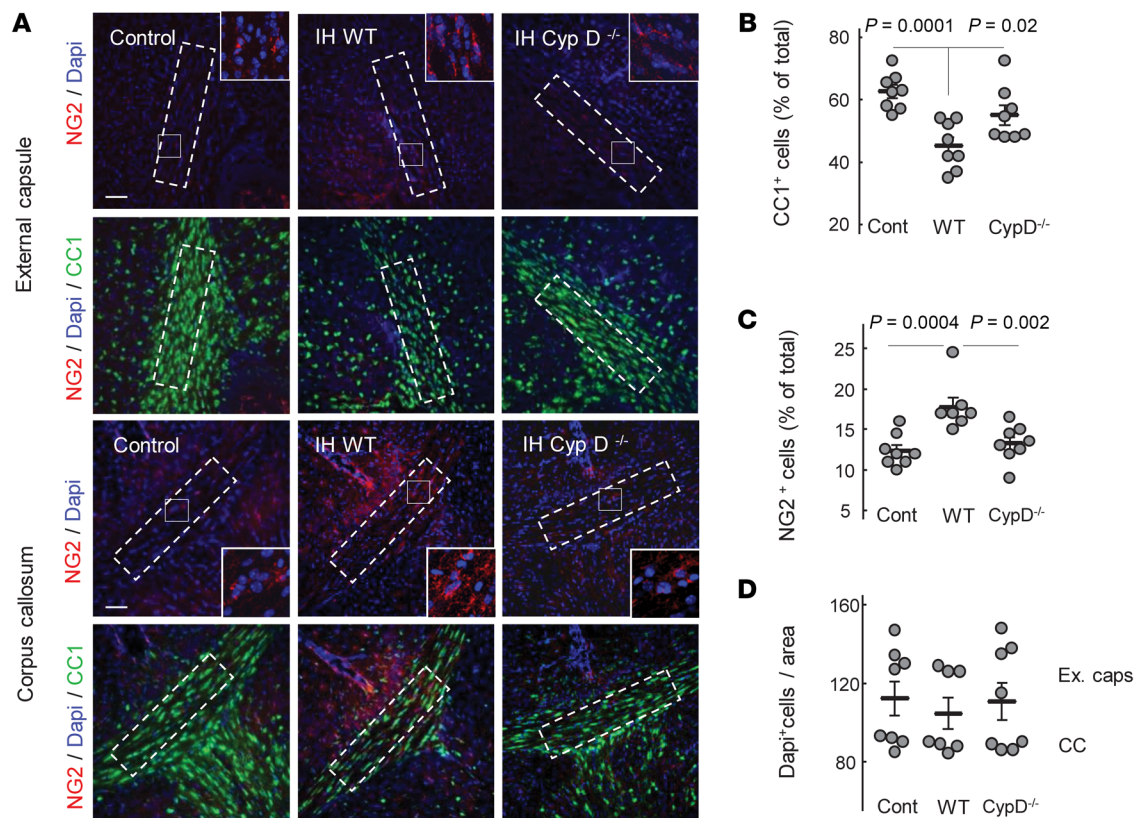 A
External capsule
NG2 / Dapi
Control
IH WT
IH Cyp D -/-
NG2 / Dapi / CC1
Corpus callosum
NG2 / Dapi
Control
IH WT
IH Cyp D -/-
NG2 / Dapi / CC1
B
P = 0.0001 P = 0.02
CC1+ cells (% of total)
80
60
40
20
Cont WT CypD-/-
C
P = 0.0004 P = 0.002
NG2+ cells (% of total)
25
20
15
10
5
Cont WT CypD-/-
D
Dapi+cells / area
160
120
80
Ex. caps
CC
Cont WT CypD-/-